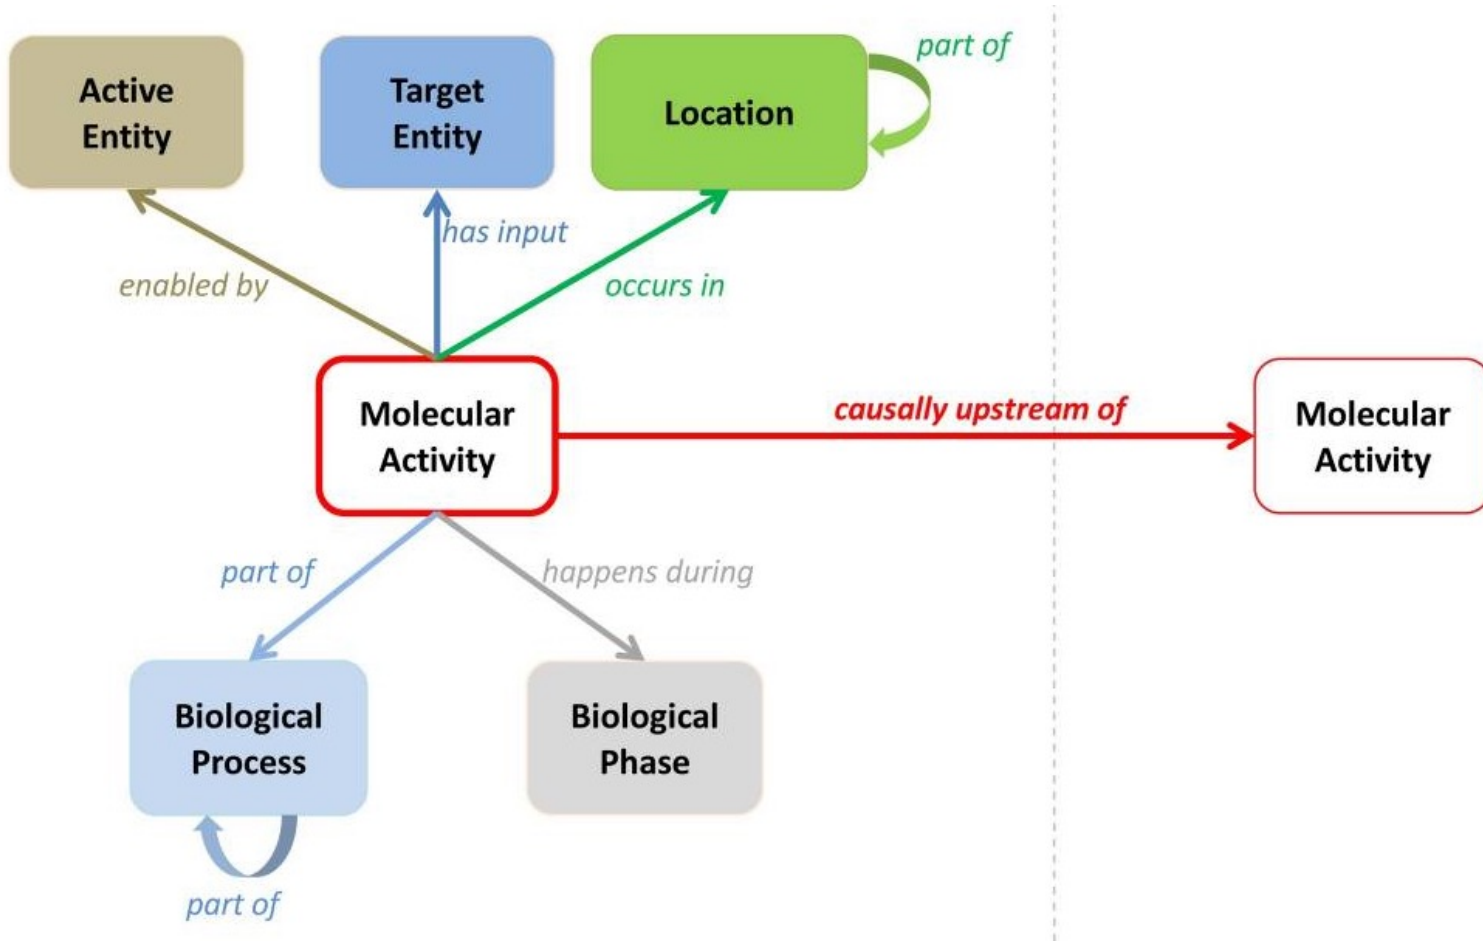 Active
Entity
Target
Entity
Location
part of
has input
enabled by
occurs in
Molecular
Activity
causally upstream of
Molecular
Activity
part of
happens during
Biological
Process
Biological
Phase
part of